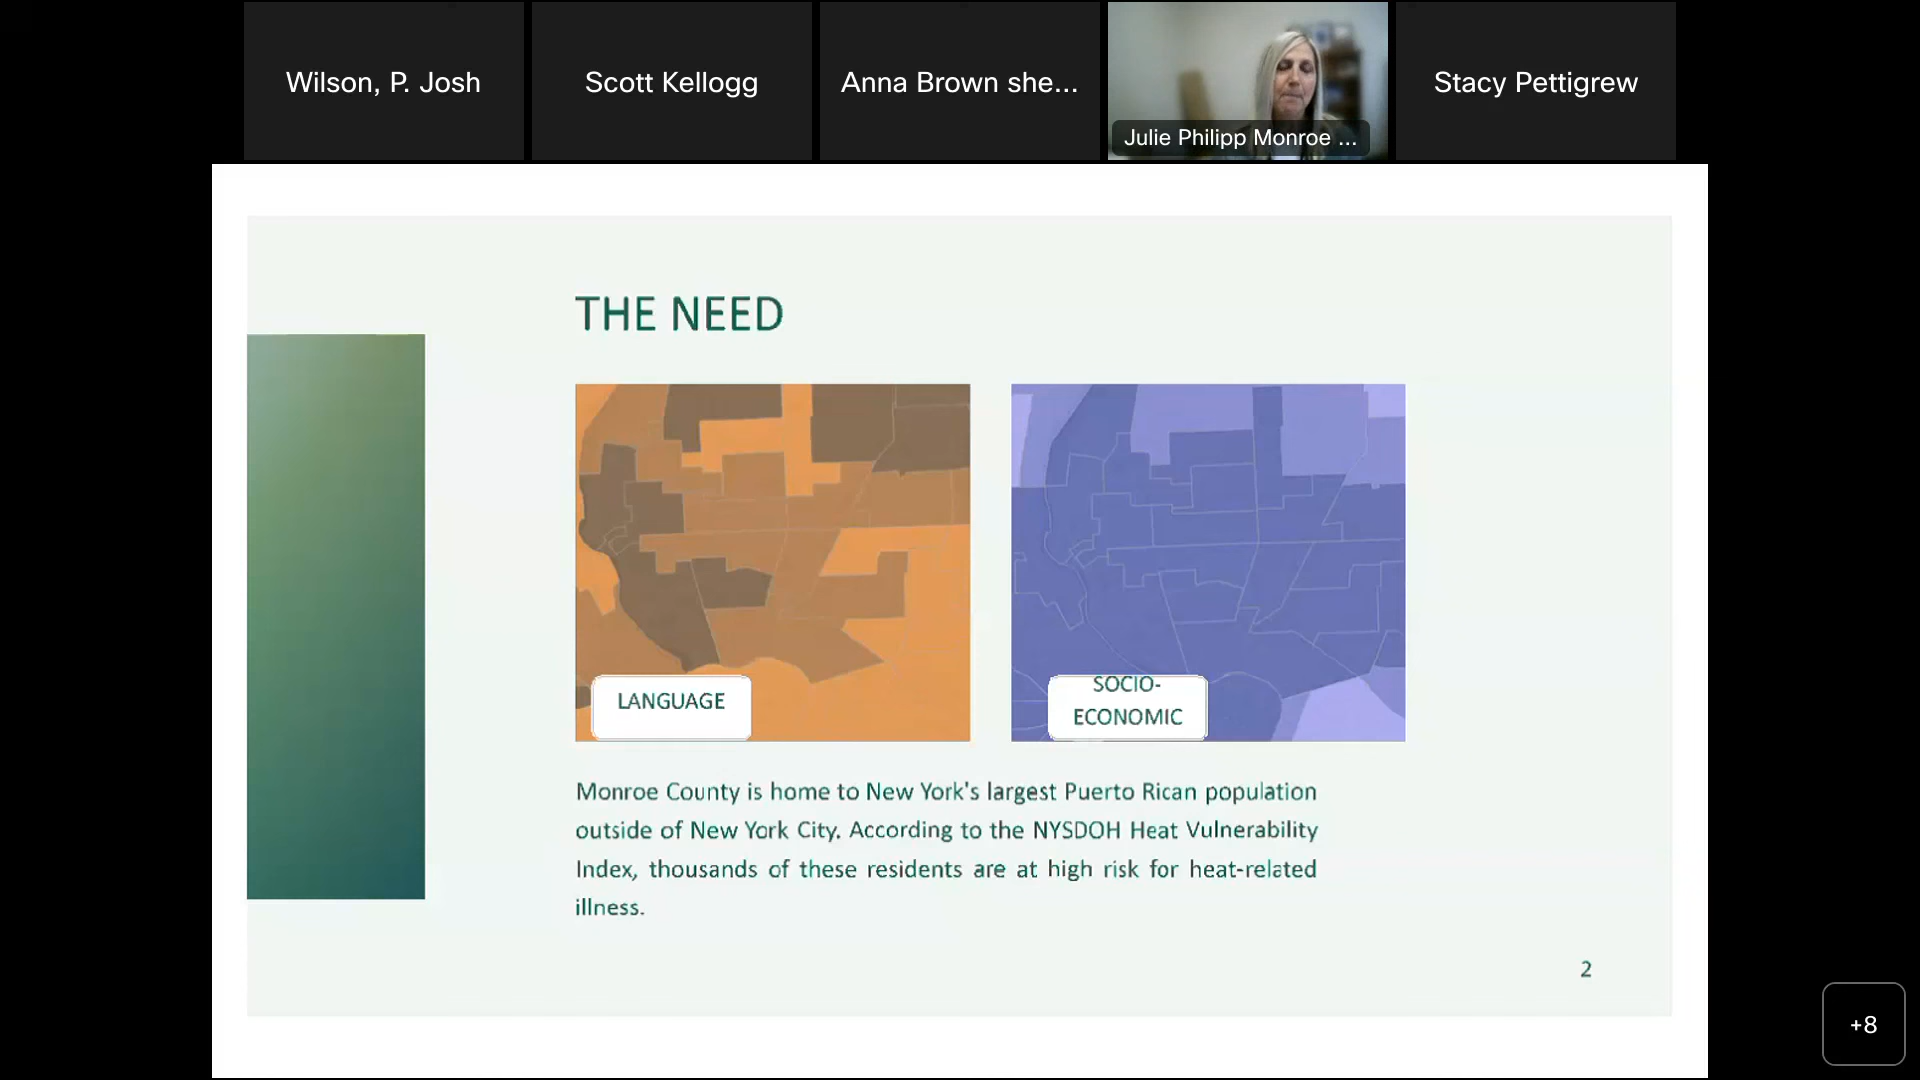 Wilson, P. Josh
Scott Kellogg
Anna Brown she...
Julie Philipp Monroe ...
Stacy Pettigrew
THE NEED
LANGUAGE
SOCIO-
ECONOMIC
Monroe County is home to New York's largest Puerto Rican population
outside of New York City. According to the NYSDOH Heat Vulnerability
Index, thousands of these residents are at high risk for heat-related
illness.
2
+8